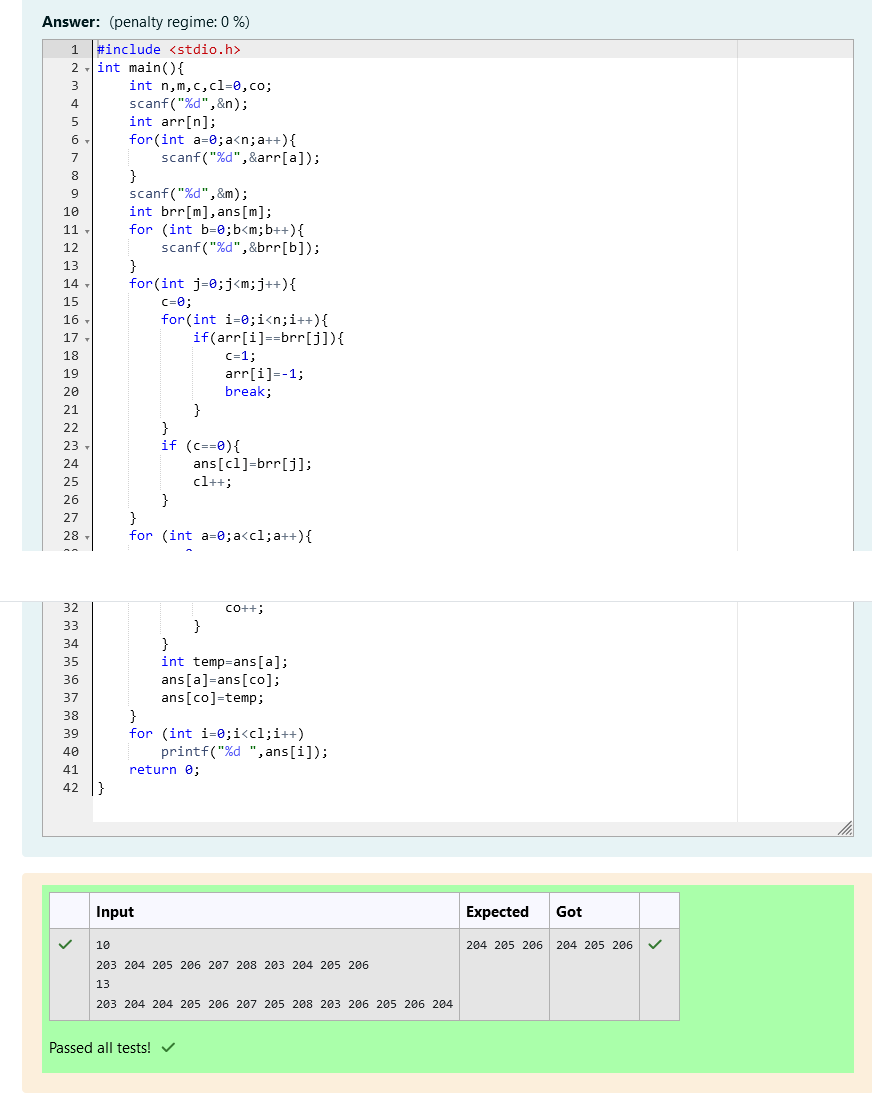 Answer: (penalty regime: 0 %)
1 #include <stdio.h>
2 int main(){
3     int n,m,c,cl=0,co;
4     scanf("%d",&n);
5     int arr[n];
6     for(int a=0;a<n;a++){
7         scanf("%d",&arr[a]);
8     }
9     scanf("%d",&m);
10     int brr[m],ans[m];
11     for (int b=0;b<m;b++){
12         scanf("%d",&brr[b]);
13     }
14     for(int j=0;j<m;j++){
15         c=0;
16         for(int i=0;i<n;i++){
17             if(arr[i]==brr[j]){
18                 c=1;
19                 arr[i]=-1;
20                 break;
21             }
22         }
23         if (c==0){
24             ans[cl]=brr[j];
25             cl++;
26         }
27     }
28     for (int a=0;a<cl;a++){
32                 co++;
33             }
34         }
35         int temp=ans[a];
36         ans[a]=ans[co];
37         ans[co]=temp;
38     }
39     for (int i=0;i<cl;i++)
40         printf("%d ",ans[i]);
41     return 0;
42 }
Input Expected Got
10 204 205 206 204 205 206
203 204 205 206 207 208 203 204 205 206
13
203 204 204 205 206 207 205 208 203 206 205 206 204
Passed all tests!